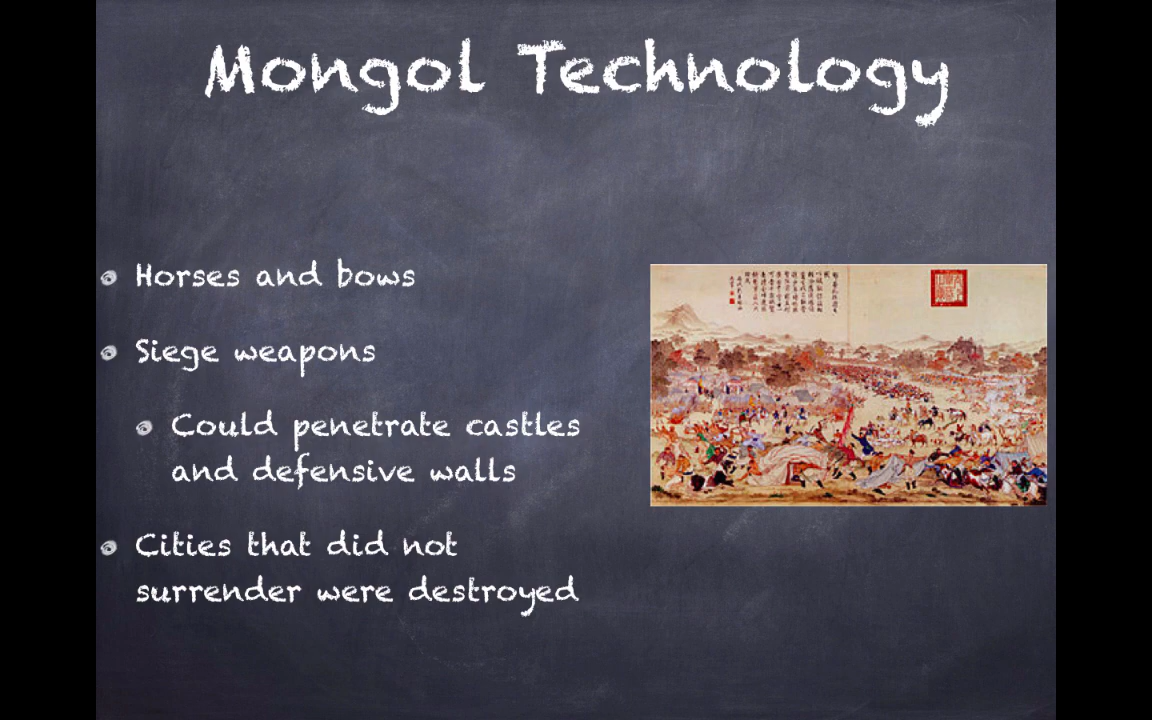 Mongol Technology
Horses and bows
Siege weapons
Could penetrate castles
and defensive walls
Cities that did not
surrender were destroyed